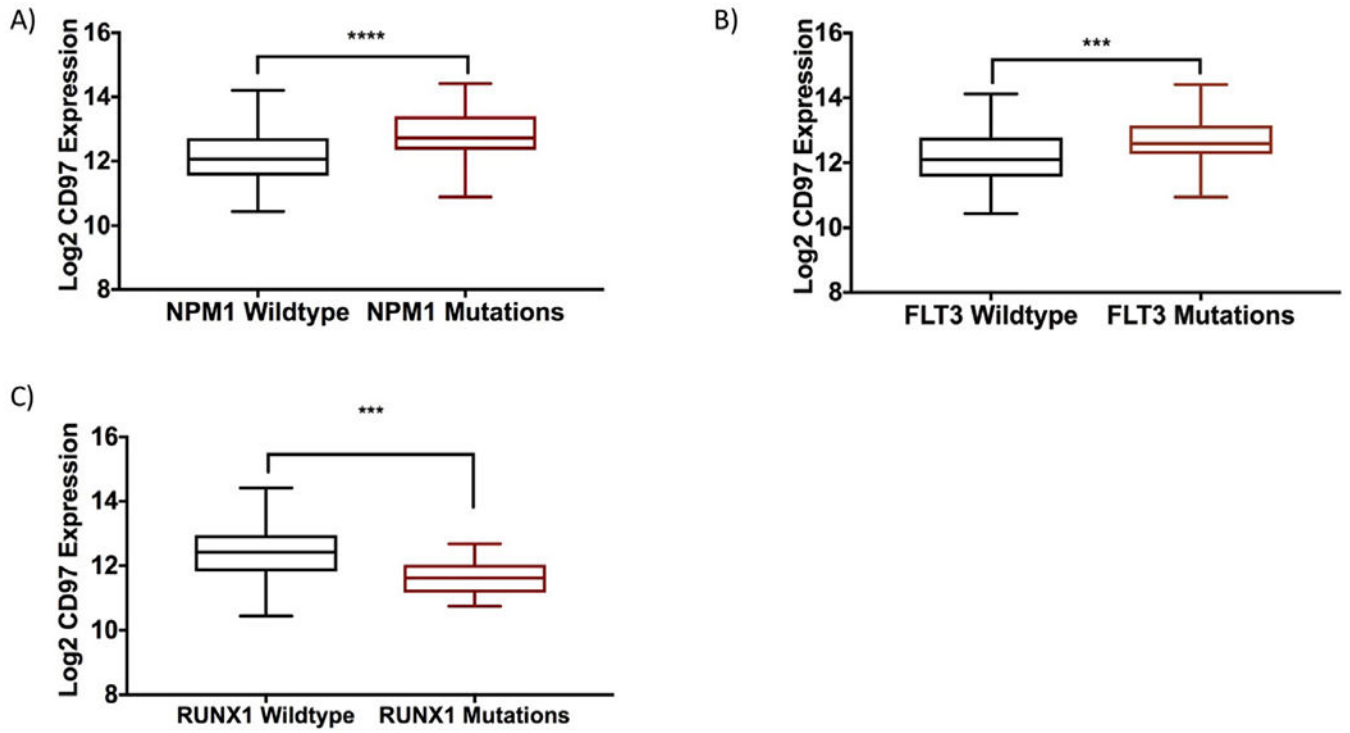 A)
Log2 CD97 Expression
16
14
12
10
8
****
NPM1 Wildtype NPM1 Mutations
B)
Log2 CD97 Expression
16
14
12
10
8
***
FLT3 Wildtype FLT3 Mutations
C)
Log2 CD97 Expression
16
14
12
10
8
***
RUNX1 Wildtype RUNX1 Mutations